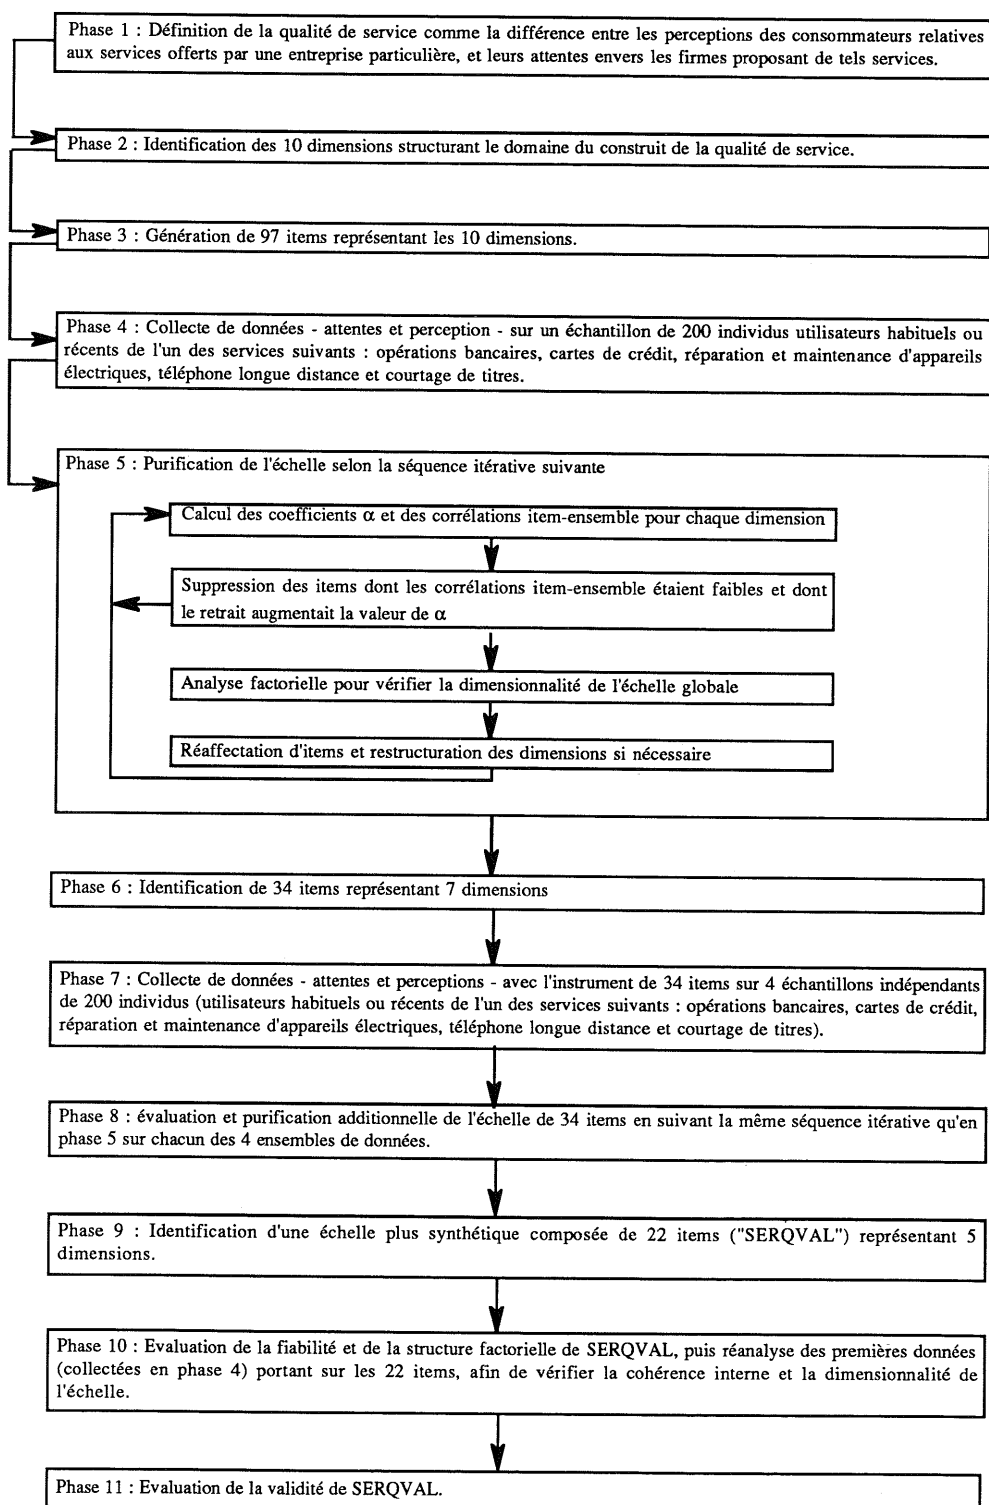 Phase 1 : Définition de la qualité de service comme la différence entre les perceptions des consommateurs relatives
aux services offerts par une entreprise particulière, et leurs attentes envers les firmes proposant de tels services.
Phase 2 : Identification des 10 dimensions structurant le domaine du construit de la qualité de service.
Phase 3 : Génération de 97 items représentant les 10 dimensions.
Phase 4 : Collecte de données - attentes et perception - sur un échantillon de 200 individus utilisateurs habituels ou
récents de l'un des services suivants : opérations bancaires, cartes de crédit, réparation et maintenance d'appareils
électriques, téléphone longue distance et courtage de titres.
Phase 5 : Purification de l'échelle selon la séquence itérative suivante
Calcul des coefficients α et des corrélations item-ensemble pour chaque dimension
Suppression des items dont les corrélations item-ensemble étaient faibles et dont
le retrait augmentait la valeur de α
Analyse factorielle pour vérifier la dimensionnalité de l'échelle globale
Réaffectation d'items et restructuration des dimensions si nécessaire
Phase 6 : Identification de 34 items représentant 7 dimensions
Phase 7 : Collecte de données - attentes et perceptions - avec l'instrument de 34 items sur 4 échantillons indépendants
de 200 individus (utilisateurs habituels ou récents de l'un des services suivants : opérations bancaires, cartes de crédit,
réparation et maintenance d'appareils électriques, téléphone longue distance et courtage de titres).
Phase 8 : évaluation et purification additionnelle de l'échelle de 34 items en suivant la même séquence itérative qu'en
phase 5 sur chacun des 4 ensembles de données.
Phase 9 : Identification d'une échelle plus synthétique composée de 22 items ("SERQVAL") représentant 5
dimensions.
Phase 10 : Evaluation de la fiabilité et de la structure factorielle de SERQVAL, puis réanalyse des premières données
(collectées en phase 4) portant sur les 22 items, afin de vérifier la cohérence interne et la dimensionnalité de
l'échelle.
Phase 11 : Evaluation de la validité de SERQVAL.